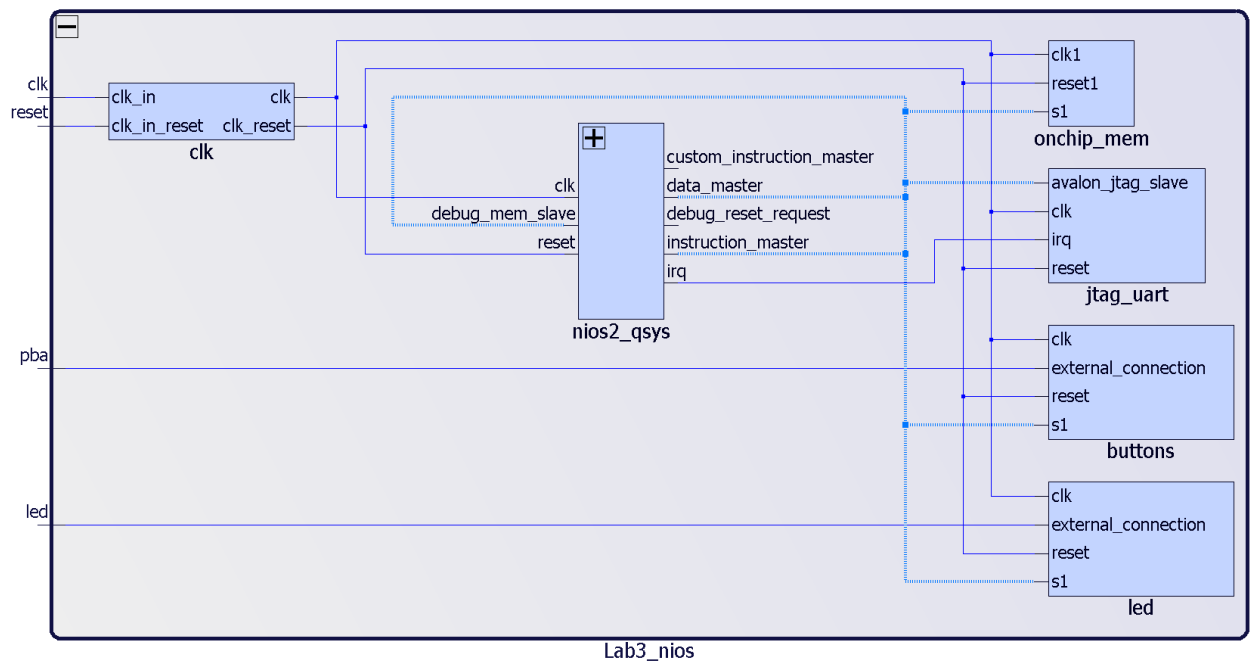 clk
reset
clk_in
clk
clk_in_reset
clk_reset
clk
custom_instruction_master
clk
data_master
debug_mem_slave
debug_reset_request
reset
instruction_master
irq
nios2_qsys
clk1
reset1
s1
onchip_mem
avalon_jtag_slave
clk
irq
reset
jtag_uart
pba
clk
external_connection
reset
s1
buttons
led
clk
external_connection
reset
s1
led
Lab3_nios